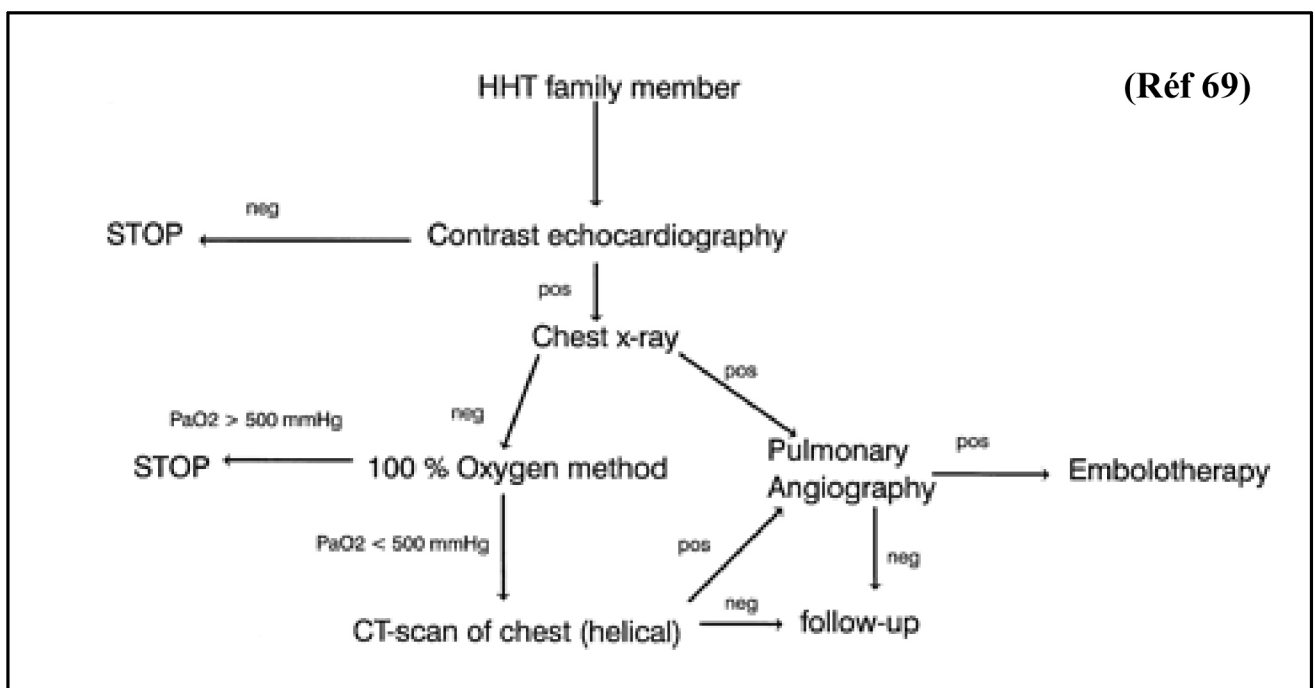 HHT family member
(Réf 69)
neg
STOP
Contrast echocardiography
pos
Chest x-ray
pos
neg
PaO2 > 500 mmHg
STOP
100 % Oxygen method
Pulmonary
Angiography
pos
Embolotherapy
PaO2 < 500 mmHg
pos
neg
CT-scan of chest (helical)
neg
follow-up